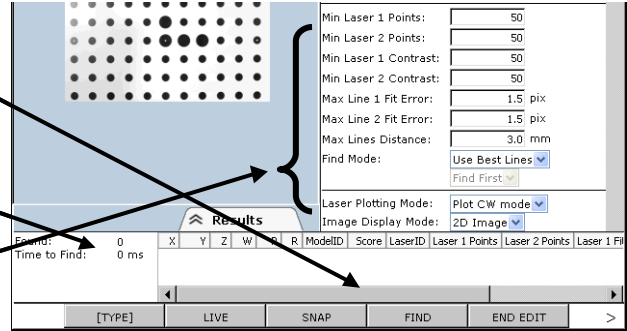 Min Laser 1 Points: 50
Min Laser 2 Points: 50
Min Laser 1 Contrast: 50
Min Laser 2 Contrast: 50
Max Line 1 Fit Error: 1.5 pix
Max Line 2 Fit Error: 1.5 pix
Max Lines Distance: 3.0 mm
Find Mode: Use Best Lines
Find First
Laser Plotting Mode: Plot CW mode
Image Display Mode: 2D Image
Results
Found: 0
Time to Find: 0 ms
X Y Z W P R ModelID Score LaserID Laser 1 Points Laser 2 Points Laser 1 Fi
[TYPE] LIVE SNAP FIND END EDIT >